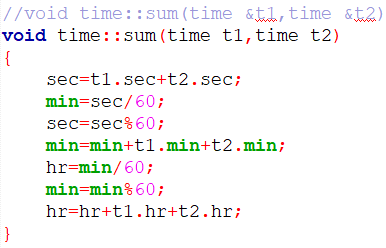 //void time::sum(time &t1,time &t2)
void time::sum(time t1,time t2)
{
    sec=t1.sec+t2.sec;
    min=sec/60;
    sec=sec%60;
    min=min+t1.min+t2.min;
    hr=min/60;
    min=min%60;
    hr=hr+t1.hr+t2.hr;
}